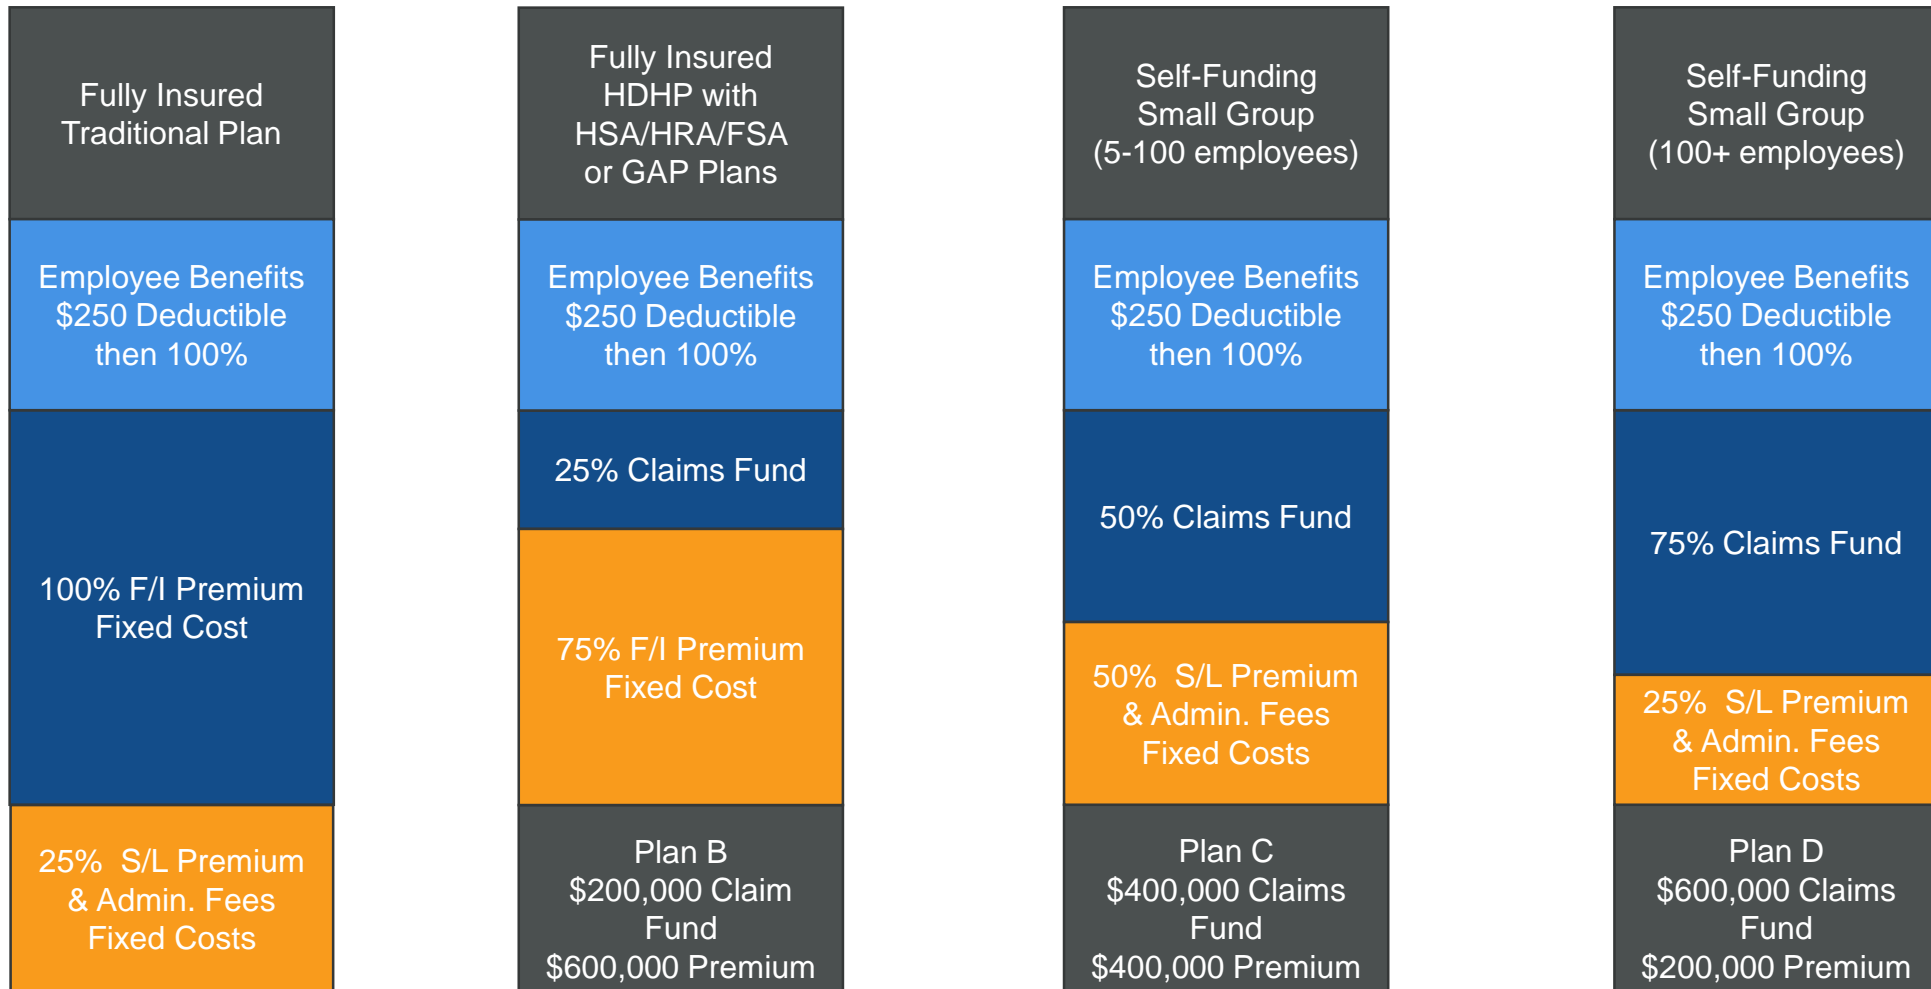 Fully Insured
Traditional Plan
Employee Benefits
$250 Deductible
then 100%
100% F/I Premium
Fixed Cost
25%  S/L Premium
& Admin. Fees
Fixed Costs
Fully Insured
HDHP with
HSA/HRA/FSA
or GAP Plans
Employee Benefits
$250 Deductible
then 100%
25% Claims Fund
75% F/I Premium
Fixed Cost
Plan B
$200,000 Claim
Fund
$600,000 Premium
Self-Funding
Small Group
(5-100 employees)
Employee Benefits
$250 Deductible
then 100%
50% Claims Fund
50%  S/L Premium
& Admin. Fees
Fixed Costs
Plan C
$400,000 Claims
Fund
$400,000 Premium
Self-Funding
Small Group
(100+ employees)
Employee Benefits
$250 Deductible
then 100%
75% Claims Fund
25%  S/L Premium
& Admin. Fees
Fixed Costs
Plan D
$600,000 Claims
Fund
$200,000 Premium